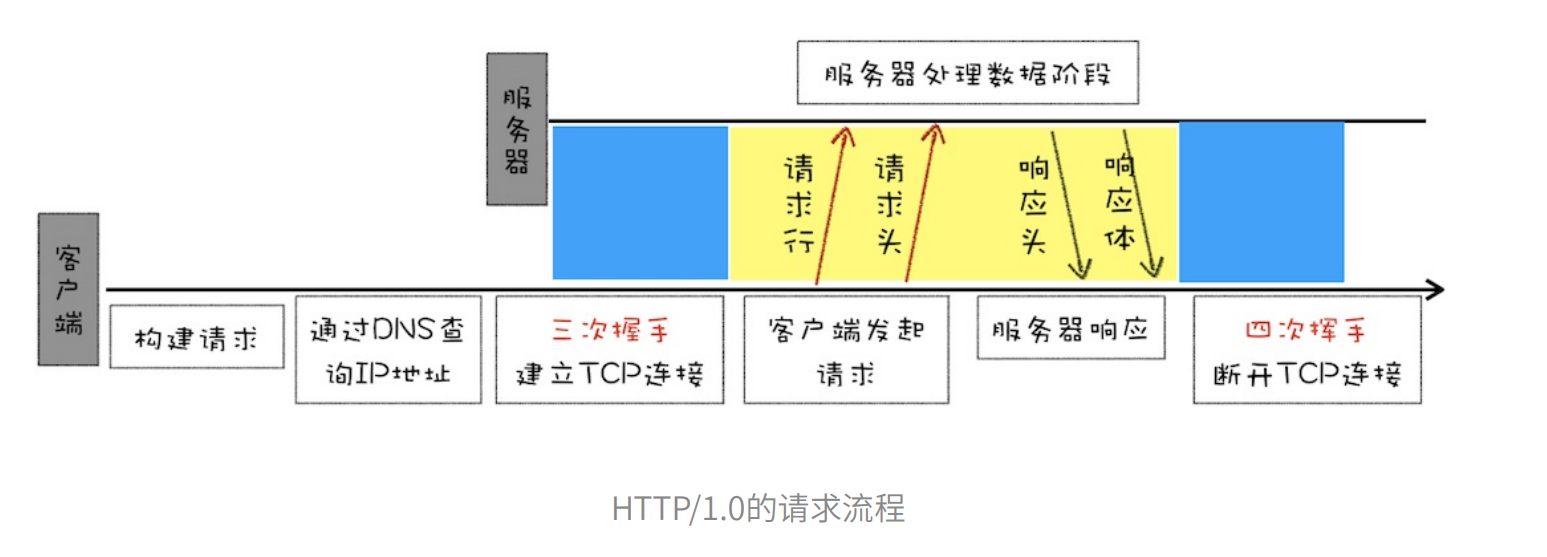 服务器处理数据阶段
服务器
请求行
请求头
响应头
响应体
客户端
构建请求
通过DNS查
询IP地址
三次握手
建立TCP连接
客户端发起
请求
服务器响应
四次挥手
断开TCP连接
HTTP/1.0的请求流程